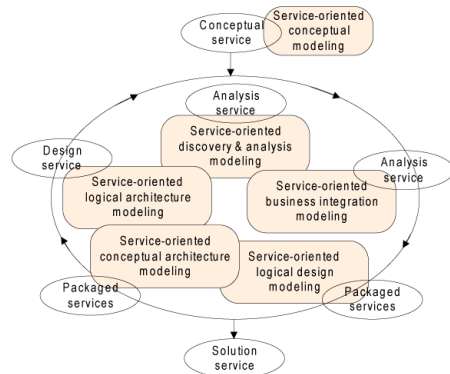 Conceptual
service
Service-oriented
conceptual
modeling
Analysis
service
Service-oriented
discovery & analysis
modeling
Design
service
Analysis
service
Service-oriented
logical architecture
modeling
Service-oriented
business integration
modeling
Service-oriented
conceptual architecture
modeling
Service-oriented
logical design
modeling
Packaged
services
Packaged
services
Solution
service